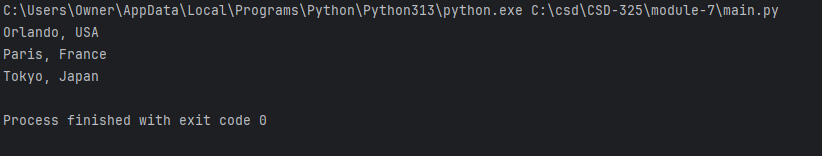 C:\Users\Owner\AppData\Local\Programs\Python\Python313\python.exe C:\csd\CSD-325\module-7\main.py
Orlando, USA
Paris, France
Tokyo, Japan
Process finished with exit code 0